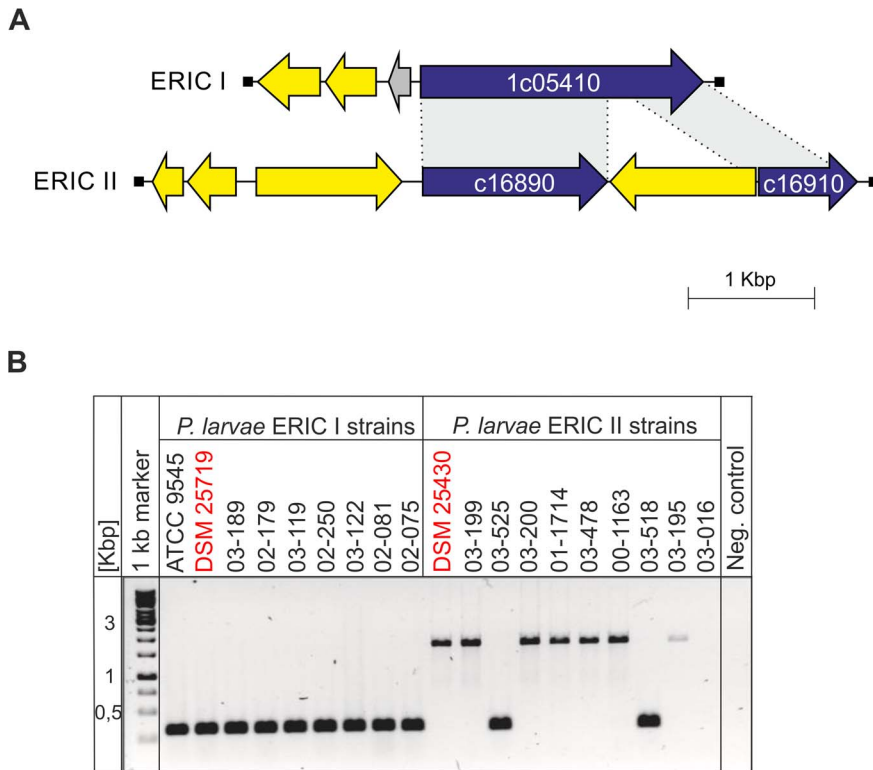 A
ERIC I
1c05410
ERIC II
c16890
c16910
1 Kbp
B
[Kbp]
1 kb marker
P. larvae ERIC I strains
P. larvae ERIC II strains
Neg. control
ATCC 9545
DSM 25719
03-189
02-179
03-119
02-250
03-122
02-081
02-075
DSM 25430
03-199
03-525
03-200
01-1714
03-478
00-1163
03-518
03-195
03-016
3
1
0,5